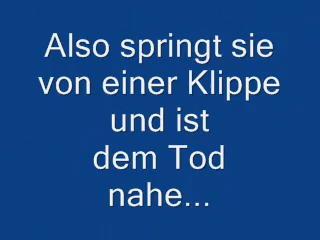 Also springt sie
von einer Klippe
und ist
dem Tod
nahe...